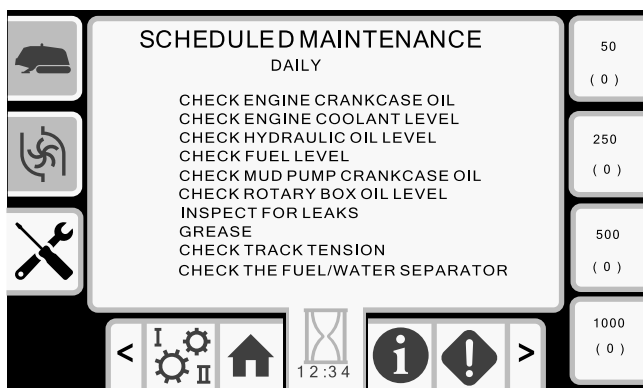 SCHEDULED MAINTENANCE
DAILY
CHECK ENGINE CRANKCASE OIL
CHECK ENGINE COOLANT LEVEL
CHECK HYDRAULIC OIL LEVEL
CHECK FUEL LEVEL
CHECK MUD PUMP CRANKCASE OIL
CHECK ROTARY BOX OIL LEVEL
INSPECT FOR LEAKS
GREASE
CHECK TRACK TENSION
CHECK THE FUEL/WATER SEPARATOR
50
( 0 )
250
( 0 )
500
( 0 )
1000
( 0 )
<
I
II
12:34
i
!
>